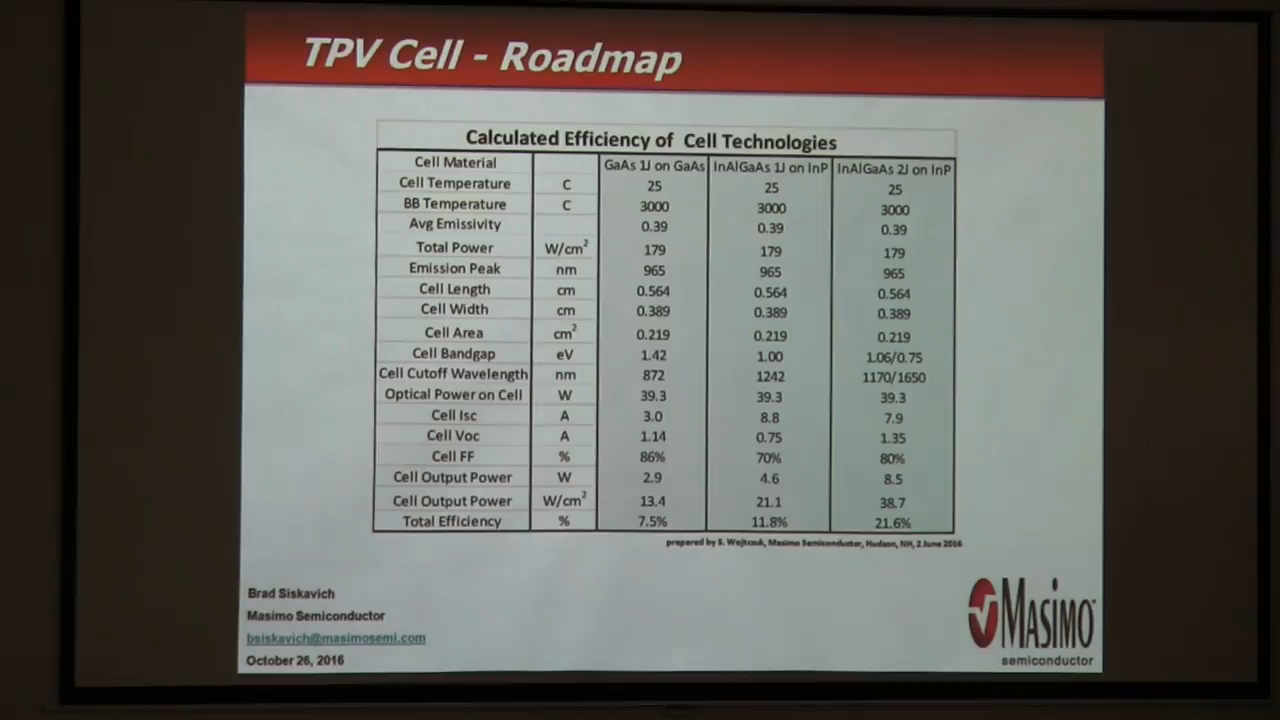 TPV Cell - Roadmap
Calculated Efficiency of Cell Technologies
Cell Material GaAs 1J on GaAs InAlGaAs 1J on InP InAlGaAs 2J on InP
Cell Temperature C 25 25 25
BB Temperature C 3000 3000 3000
Avg Emissivity 0.39 0.39 0.39
Total Power W/cm² 179 179 179
Emission Peak nm 965 965 965
Cell Length cm 0.564 0.564 0.564
Cell Width cm 0.389 0.389 0.389
Cell Area cm² 0.219 0.219 0.219
Cell Bandgap eV 1.42 1.00 1.06/0.75
Cell Cutoff Wavelength nm 872 1242 1170/1650
Optical Power on Cell W 39.3 39.3 39.3
Cell Isc A 3.0 8.8 7.9
Cell Voc A 1.14 0.75 1.35
Cell FF % 86% 70% 80%
Cell Output Power W 2.9 4.6 8.5
Cell Output Power W/cm² 13.4 21.1 38.7
Total Efficiency % 7.5% 11.8% 21.6%
prepared by S. Wojtczuk, Masimo Semiconductor, Hudson, NH, 2 June 2016
Brad Siskavich
Masimo Semiconductor
bsiskavich@masimosemi.com
October 26, 2016
MASIMO
semiconductor